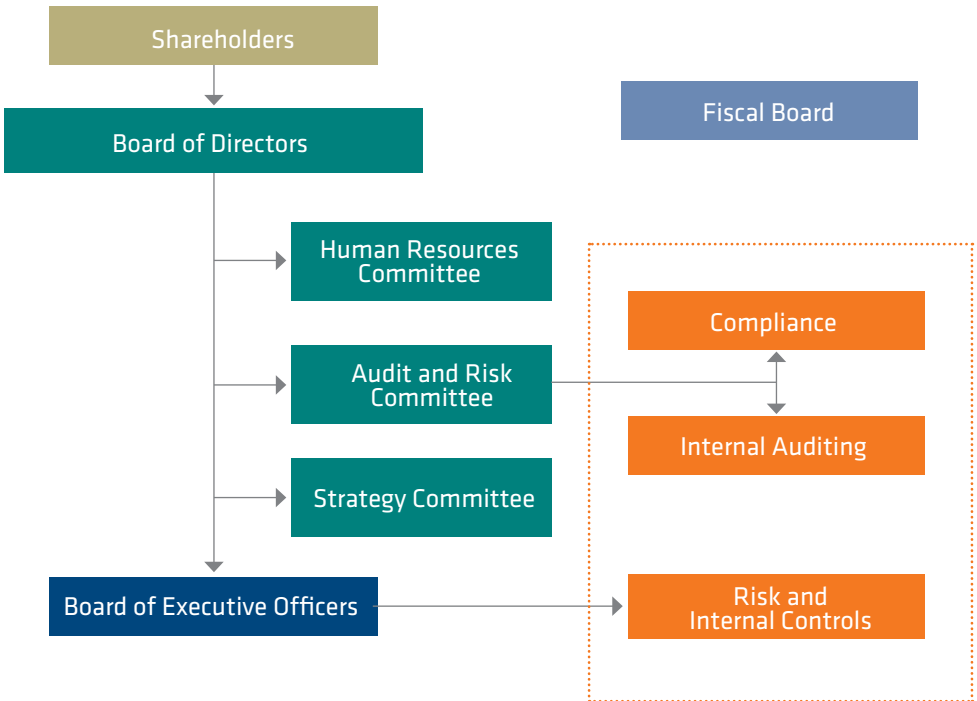 Shareholders
Board of Directors
Fiscal Board
Human Resources
Committee
Compliance
Audit and Risk
Committee
Internal Auditing
Strategy Committee
Board of Executive Officers
Risk and
Internal Controls